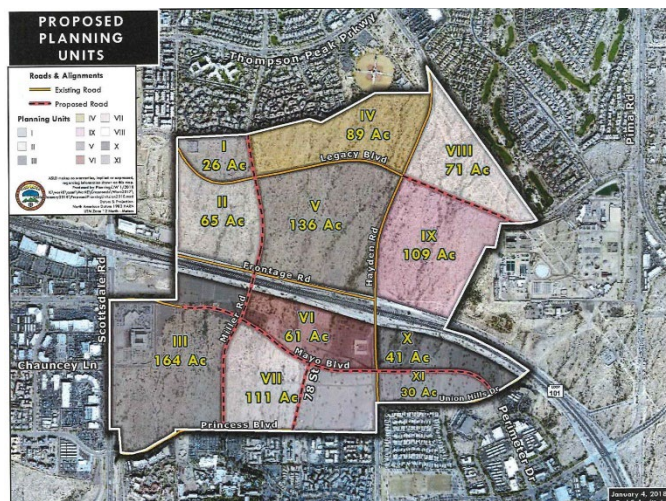 PROPOSED
PLANNING
UNITS
Roads & Alignments
Existing Road
Proposed Road
Planning Units
I
II
III
IV
IX
V
VI
VII
VIII
X
XI
Thompson Peak Pkwy
Pima Rd
IV
89 Ac
I
26 Ac
Legacy Blvd
VIII
71 Ac
II
65 Ac
V
136 Ac
Hayden Rd
IX
109 Ac
Frontage Rd
Scottsdale Rd
Miller Rd
VI
61 Ac
X
41 Ac
III
164 Ac
Mayo Blvd
Chauncey Ln
VII
111 Ac
78 St
XI
30 Ac
Union Hills Dr
101
Princess Blvd
Perimeter Dr
January 4, 2018